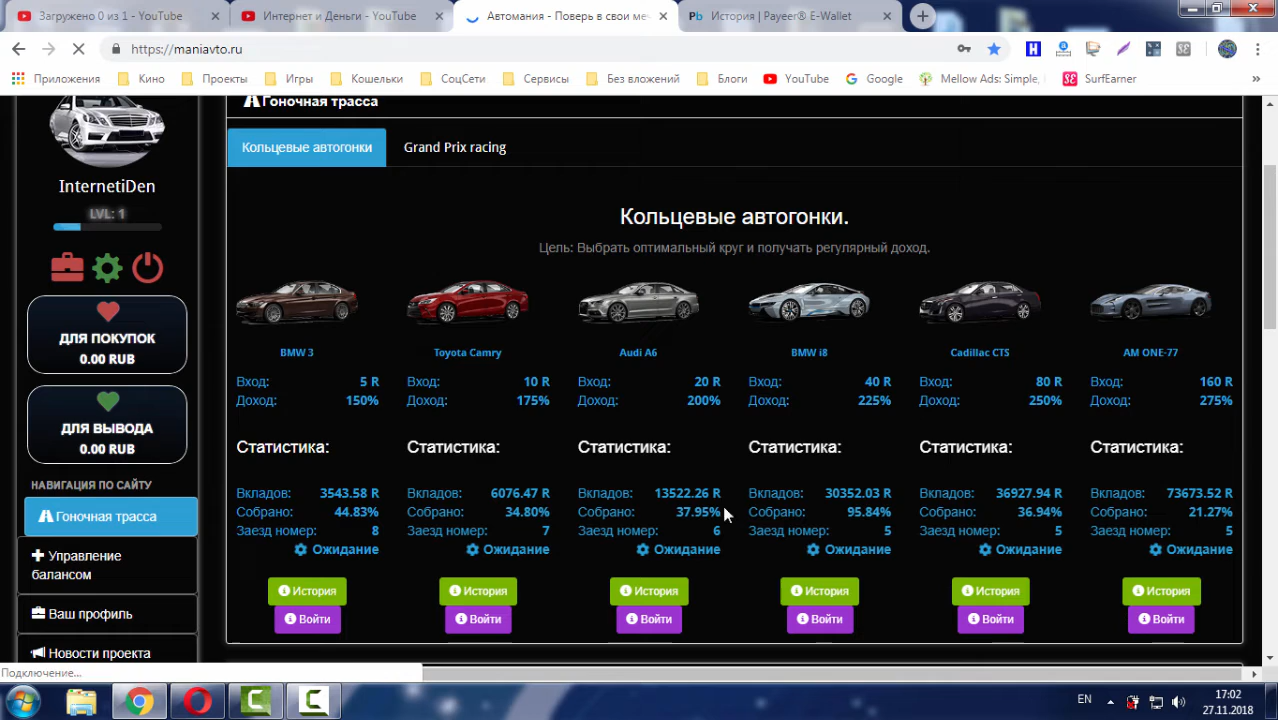 Загружено 0 из 1 - YouTube
Интернет и Деньги - YouTube
Автомания - Поверь в свои меч
История | Payeer® E-Wallet
https://maniavto.ru
Приложения Кино Проекты Игры Кошельки СоцСети Сервисы Без вложений Блоги YouTube Google Mellow Ads: Simple, SurfEarner »
Гоночная трасса
Кольцевые автогонки Grand Prix racing
InternetiDen
LVL: 1
ДЛЯ ПОКУПОК
0.00 RUB
ДЛЯ ВЫВОДА
0.00 RUB
НАВИГАЦИЯ ПО САЙТУ
Гоночная трасса
Управление
балансом
Ваш профиль
Новости проекта
Кольцевые автогонки.
Цель: Выбрать оптимальный круг и получать регулярный доход.
BMW 3 Toyota Camry Audi A6 BMW i8 Cadillac CTS AM ONE-77
Вход: 5 R Вход: 10 R Вход: 20 R Вход: 40 R Вход: 80 R Вход: 160 R
Доход: 150% Доход: 175% Доход: 200% Доход: 225% Доход: 250% Доход: 275%
Статистика: Статистика: Статистика: Статистика: Статистика: Статистика:
Вкладов: 3543.58 R Вкладов: 6076.47 R Вкладов: 13522.26 R Вкладов: 30352.03 R Вкладов: 36927.94 R Вкладов: 73673.52 R
Собрано: 44.83% Собрано: 34.80% Собрано: 37.95% Собрано: 95.84% Собрано: 36.94% Собрано: 21.27%
Заезд номер: 8 Заезд номер: 7 Заезд номер: 6 Заезд номер: 5 Заезд номер: 5 Заезд номер: 5
Ожидание Ожидание Ожидание Ожидание Ожидание Ожидание
История История История История История История
Войти Войти Войти Войти Войти Войти
Подключение...
EN
17:02
27.11.2018